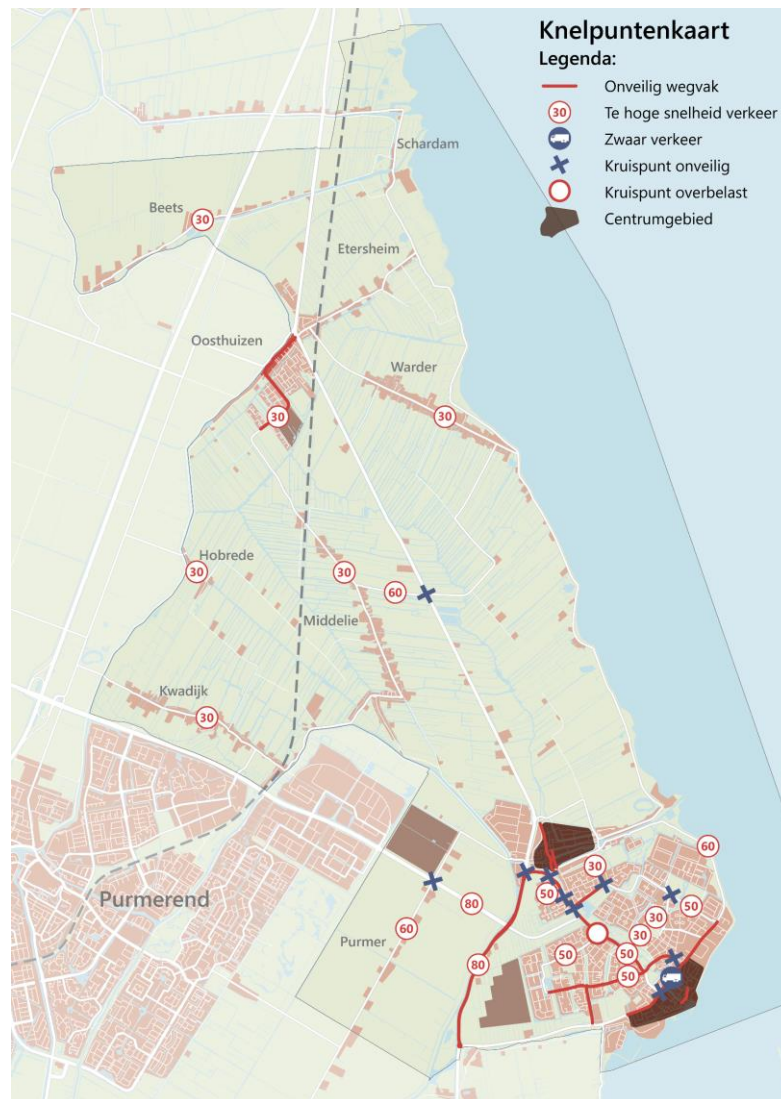 Knelpuntenkaart
Legenda:
Onveilig wegvak
30 Te hoge snelheid verkeer
Zwaar verkeer
Kruispunt onveilig
Kruispunt overbelast
Centrumgebied
Schardam
Beets
30
Etersheim
Oosthuizen
Warder
30
30
Hobrede
30
30
60
Middelie
Kwadijk
30
60
30
50
Purmerend
80
50
60
30
Purmer
30
50
50
80
50